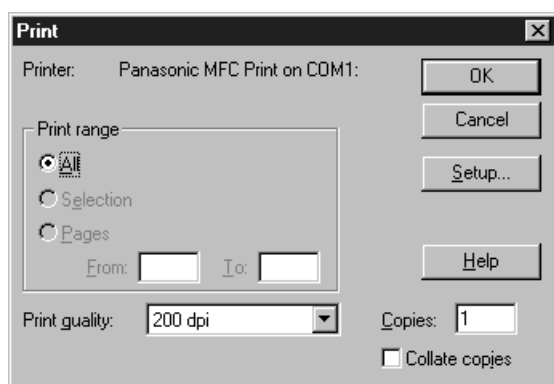 Print
Printer: Panasonic MFC Print on COM1:
OK
Cancel
Print range
All
Setup...
Selection
Pages
From: To:
Help
Print quality: 200 dpi Copies: 1
Collate copies